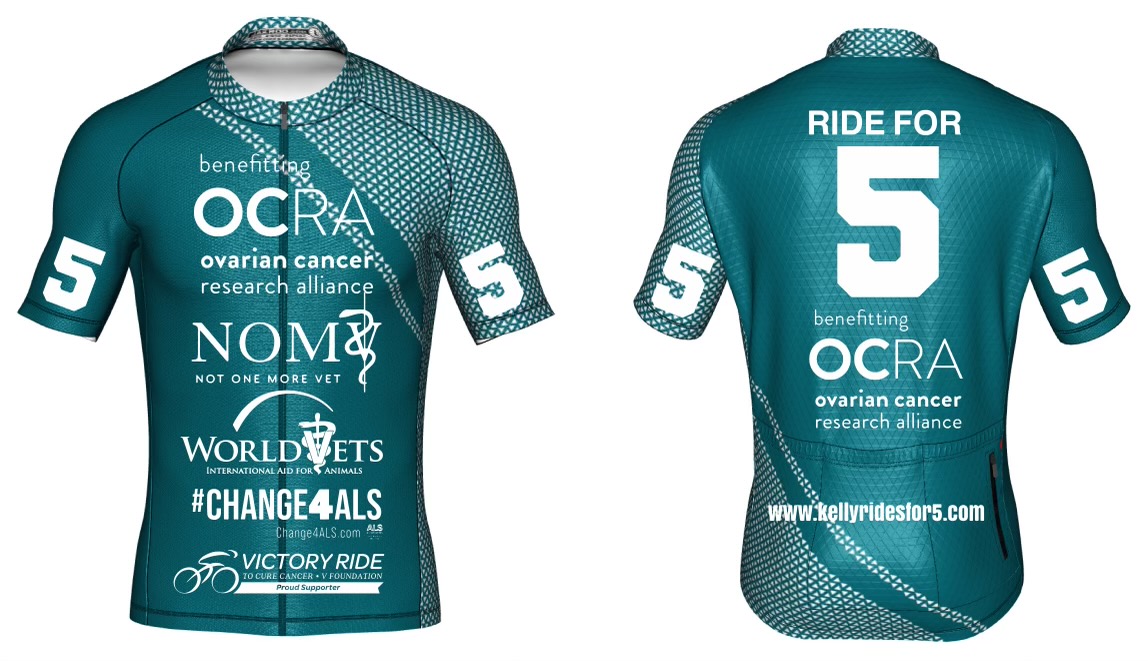 benefitting
OCRA
ovarian cancer
research alliance
NOMV
NOT ONE MORE VET
WORLDVETS
INTERNATIONAL AID FOR ANIMALS
#CHANGE4ALS
Change4ALS.com
ALS
VICTORY RIDE
TO CURE CANCER • V FOUNDATION
Proud Supporter
5
5
RIDE FOR
5
benefitting
OCRA
ovarian cancer
research alliance
www.kellyridesfor5.com
5
5